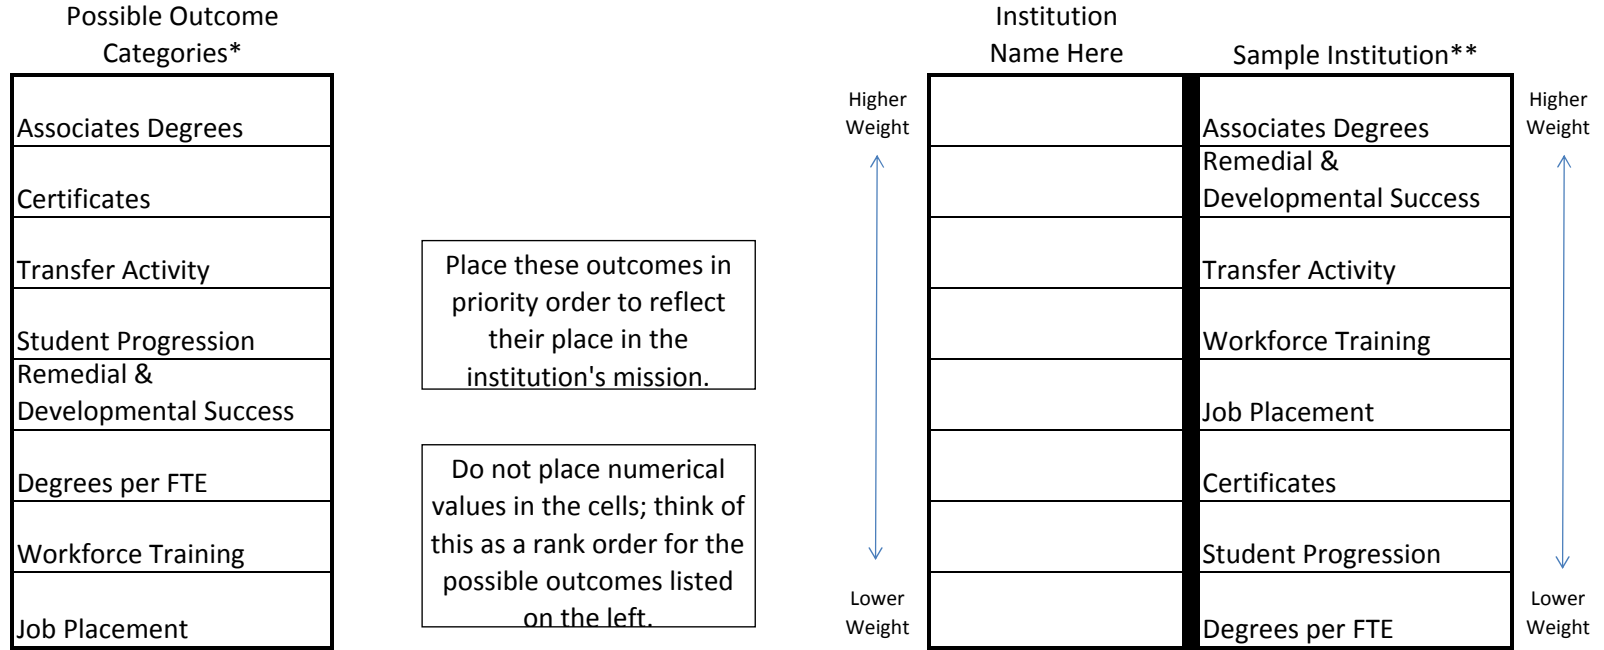 Possible Outcome
Categories*
Associates Degrees
Certificates
Transfer Activity
Student Progression
Remedial &
Developmental Success
Degrees per FTE
Workforce Training
Job Placement
Place these outcomes in
priority order to reflect
their place in the
institution's mission.
Do not place numerical
values in the cells; think of
this as a rank order for the
possible outcomes listed
on the left.
Higher
Weight
Lower
Weight
Institution
Name Here
Sample Institution**
Associates Degrees
Remedial &
Developmental Success
Transfer Activity
Workforce Training
Job Placement
Certificates
Student Progression
Degrees per FTE
Higher
Weight
Lower
Weight